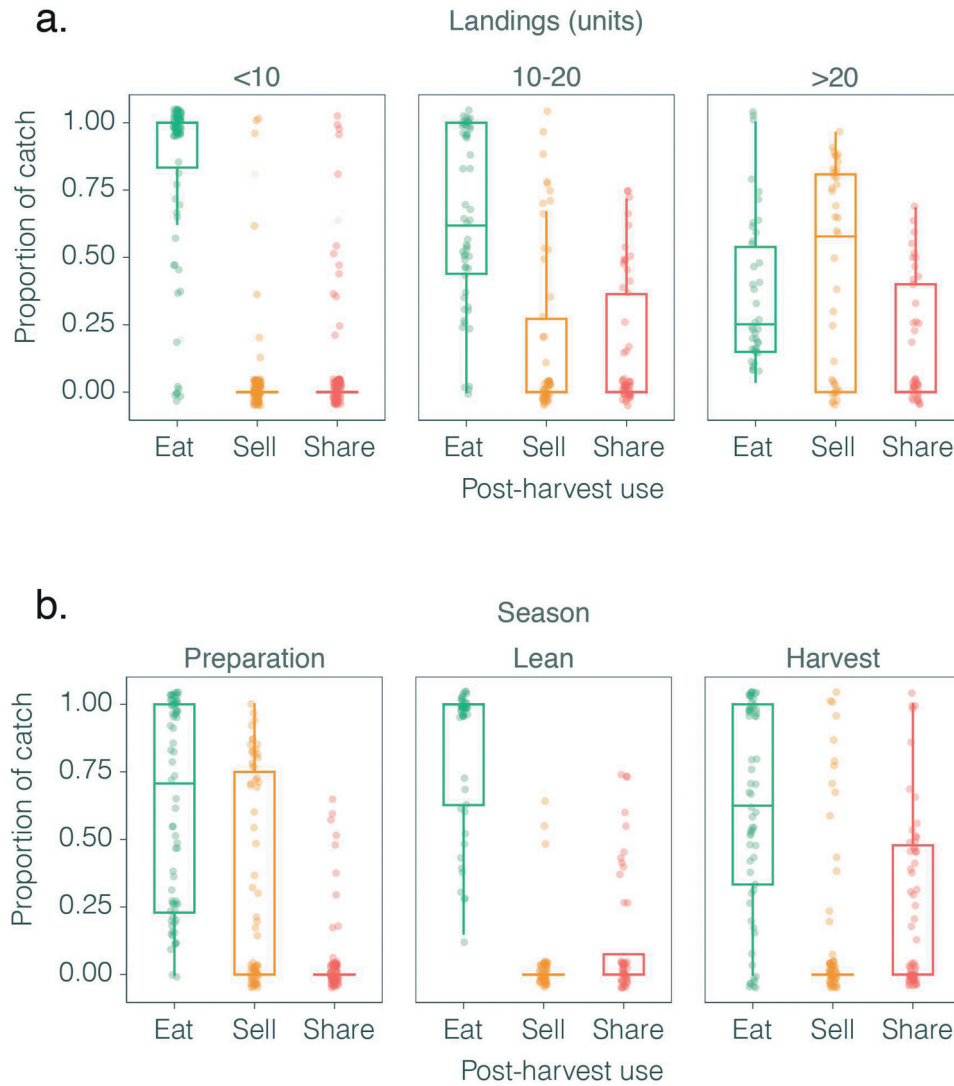 a.
Landings (units)
<10 10-20 >20
Proportion of catch
1.00
0.75
0.50
0.25
0.00
Eat Sell Share Eat Sell Share Eat Sell Share
Post-harvest use
b.
Season
Preparation Lean Harvest
Proportion of catch
1.00
0.75
0.50
0.25
0.00
Eat Sell Share Eat Sell Share Eat Sell Share
Post-harvest use